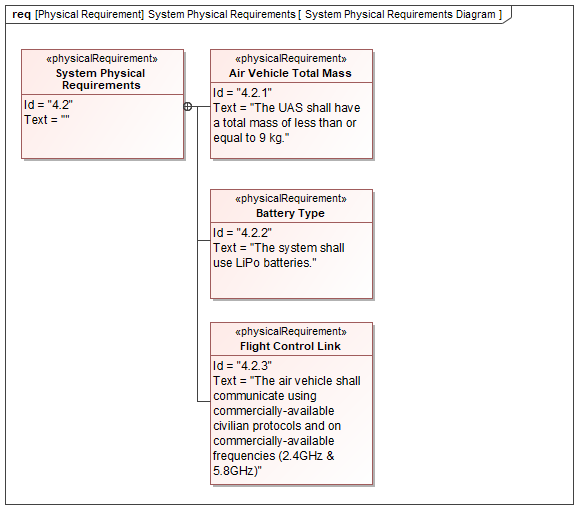 req [Physical Requirement] System Physical Requirements [ System Physical Requirements Diagram ]
«physicalRequirement»
System Physical
Requirements
Id = "4.2"
Text = ""
«physicalRequirement»
Air Vehicle Total Mass
Id = "4.2.1"
Text = "The UAS shall have
a total mass of less than or
equal to 9 kg."
«physicalRequirement»
Battery Type
Id = "4.2.2"
Text = "The system shall
use LiPo batteries."
«physicalRequirement»
Flight Control Link
Id = "4.2.3"
Text = "The air vehicle shall
communicate using
commercially-available
civilian protocols and on
commercially-available
frequencies (2.4GHz &
5.8GHz)"